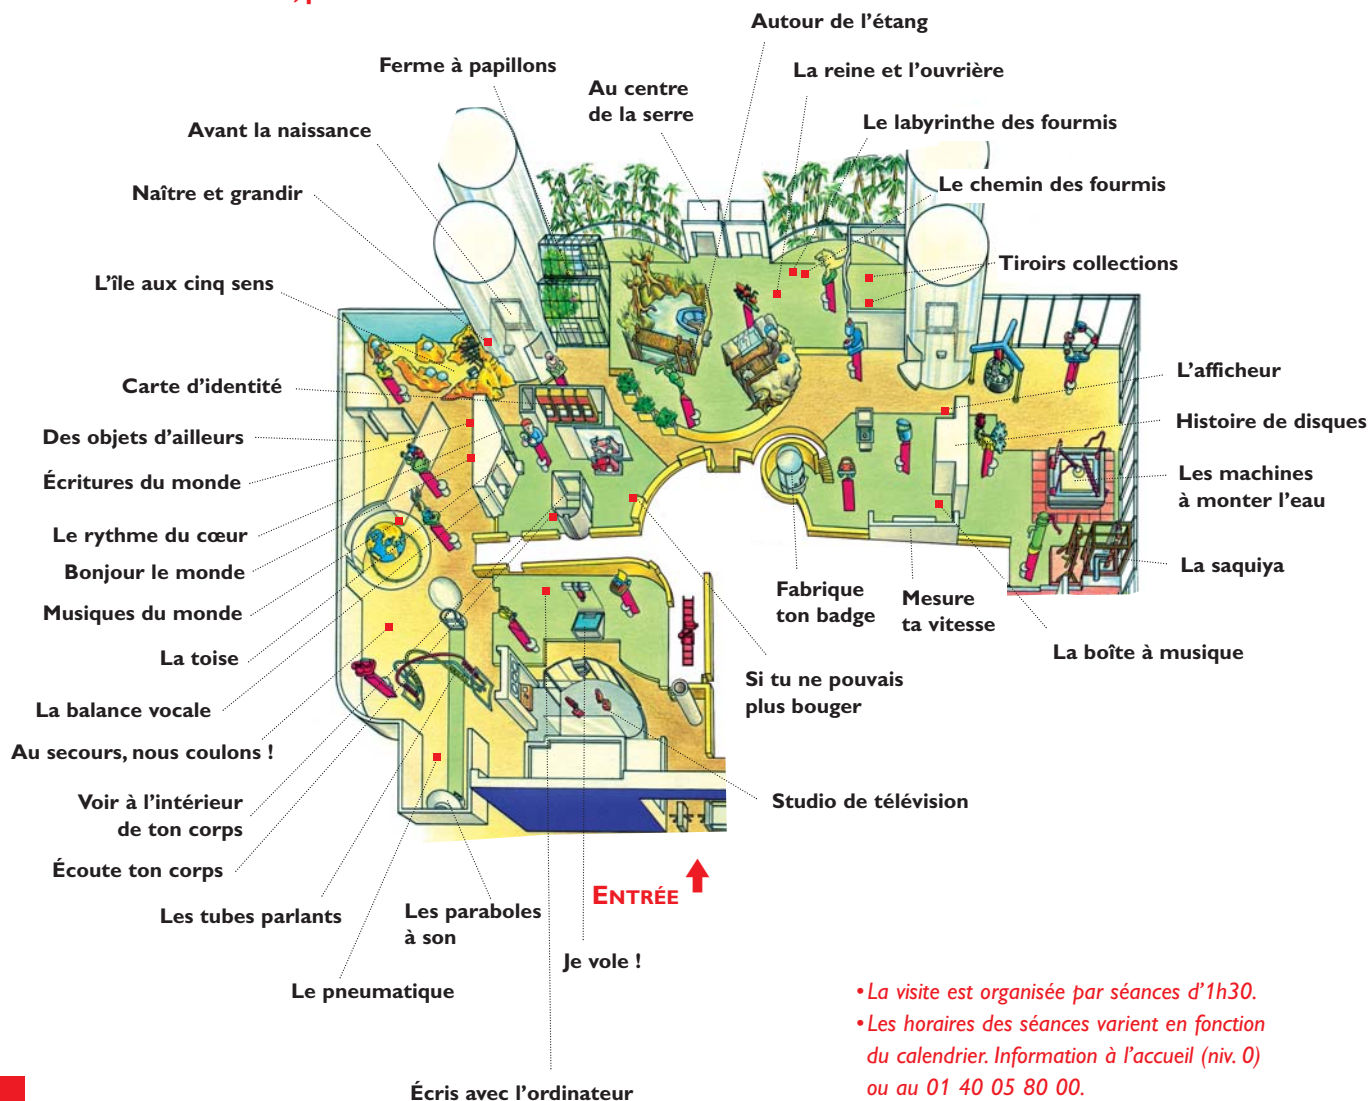 Autour de l’étang
Ferme à papillons
La reine et l’ouvrière
Au centre
de la serre
Avant la naissance
Le labyrinthe des fourmis
Naître et grandir
Le chemin des fourmis
L’île aux cinq sens
Tiroirs collections
Carte d’identité
L’afficheur
Des objets d’ailleurs
Histoire de disques
Écritures du monde
Les machines
à monter l’eau
Le rythme du cœur
Bonjour le monde
La saquiya
Musiques du monde
Fabrique
ton badge
Mesure
ta vitesse
La toise
La boîte à musique
Si tu ne pouvais
plus bouger
La balance vocale
Au secours, nous coulons !
Voir à l’intérieur
de ton corps
Studio de télévision
Écoute ton corps
ENTRÉE
Les tubes parlants
Les paraboles
à son
Je vole !
Le pneumatique
• La visite est organisée par séances d’1h30.
• Les horaires des séances varient en fonction
du calendrier. Information à l’accueil (niv. 0)
ou au 01 40 05 80 00.
Écris avec l’ordinateur